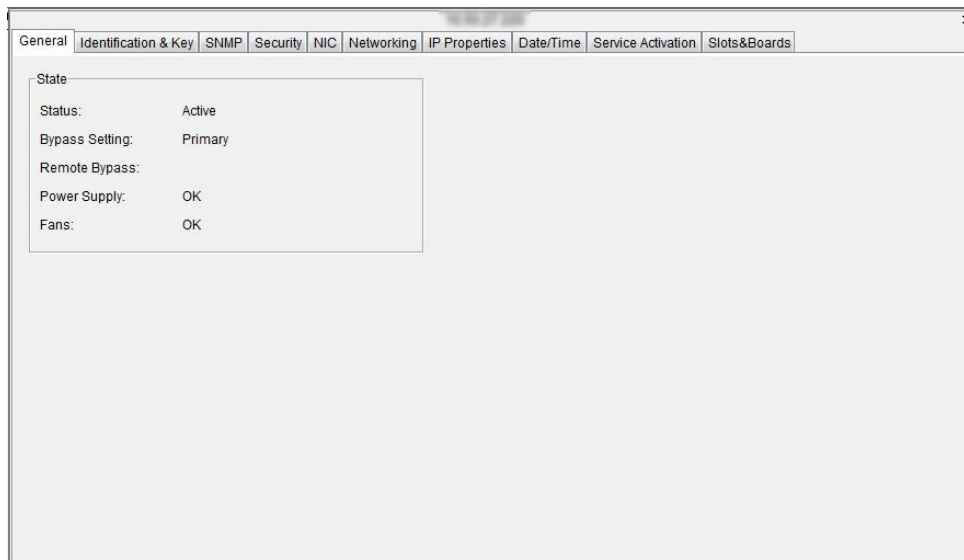 General Identification & Key SNMP Security NIC Networking IP Properties Date/Time Service Activation Slots&Boards
State
Status: Active
Bypass Setting: Primary
Remote Bypass:
Power Supply: OK
Fans: OK